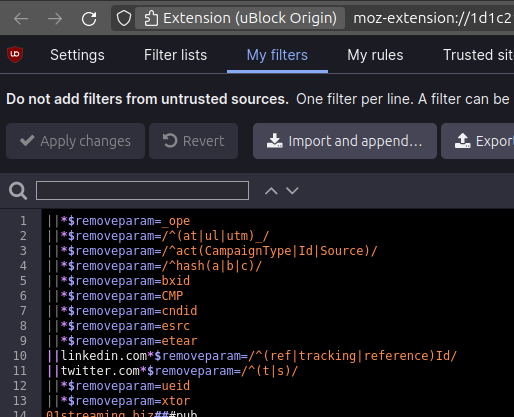 Extension (uBlock Origin) moz-extension://1d1c2
Settings Filter lists My filters My rules Trusted sit
Do not add filters from untrusted sources. One filter per line. A filter can be
Apply changes Revert Import and append… Expor
1 ||*$removeparam=_ope
2 ||*$removeparam=/^(at|ul|utm)_/
3 ||*$removeparam=/^act(CampaignType|Id|Source)/
4 ||*$removeparam=/^hash(a|b|c)/
5 ||*$removeparam=bxid
6 ||*$removeparam=CMP
7 ||*$removeparam=cndid
8 ||*$removeparam=esrc
9 ||*$removeparam=etear
10 ||linkedin.com*$removeparam=/^(ref|tracking|reference)Id/
11 ||twitter.com*$removeparam=/^(t|s)/
12 ||*$removeparam=ueid
13 ||*$removeparam=xtor
14 01streaming.biz###pub